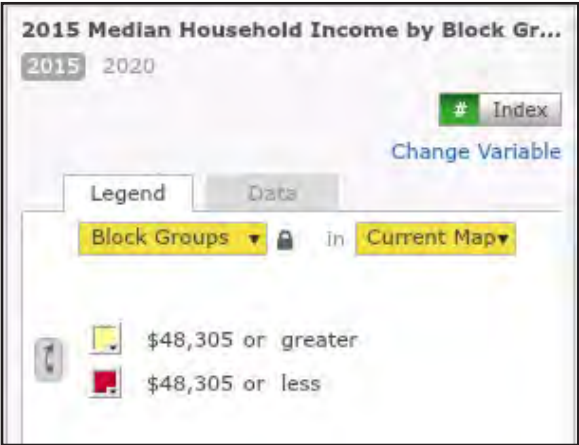 2015 Median Household Income by Block Gr...
2015 2020
# Index
Change Variable
Legend Data
Block Groups in Current Map
$48,305 or greater
$48,305 or less